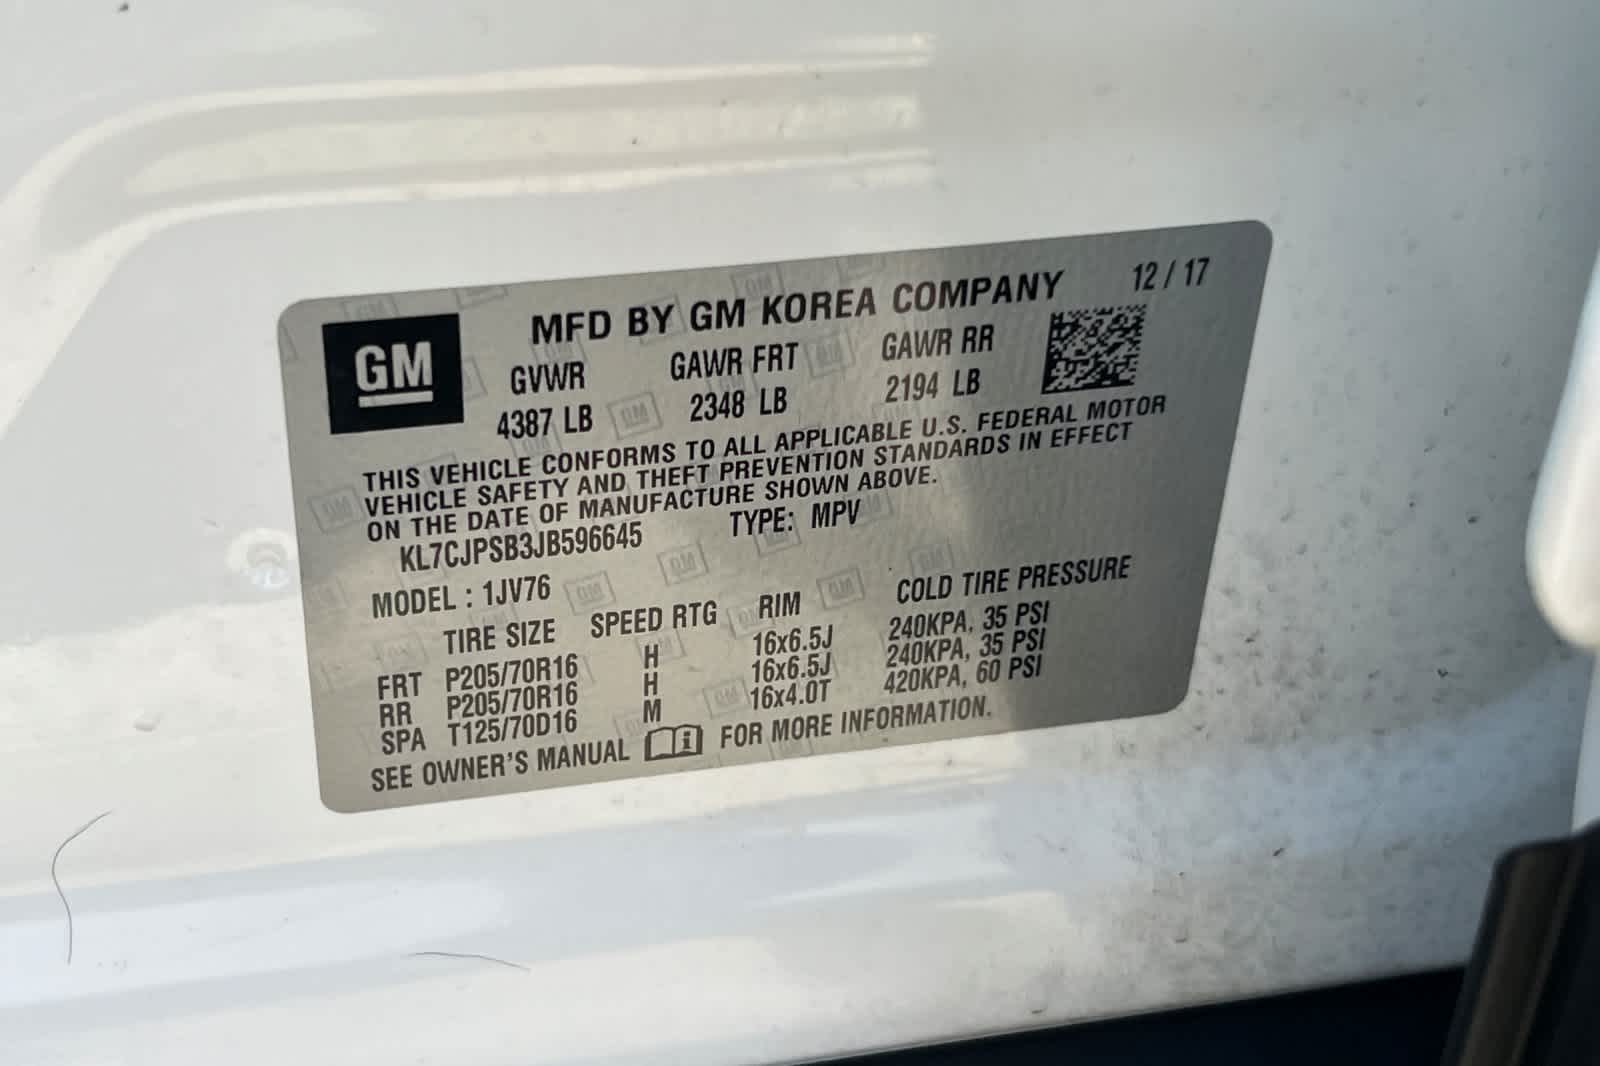 GM
MFD BY GM KOREA COMPANY 12 / 17
GVWR GAWR FRT GAWR RR
4387 LB 2348 LB 2194 LB
THIS VEHICLE CONFORMS TO ALL APPLICABLE U.S. FEDERAL MOTOR
VEHICLE SAFETY AND THEFT PREVENTION STANDARDS IN EFFECT
ON THE DATE OF MANUFACTURE SHOWN ABOVE.
KL7CJPSB3JB596645 TYPE: MPV
MODEL : 1JV76
TIRE SIZE SPEED RTG RIM COLD TIRE PRESSURE
FRT P205/70R16 H 16x6.5J 240KPA, 35 PSI
RR P205/70R16 H 16x6.5J 240KPA, 35 PSI
SPA T125/70D16 M 16x4.0T 420KPA, 60 PSI
SEE OWNER'S MANUAL FOR MORE INFORMATION.